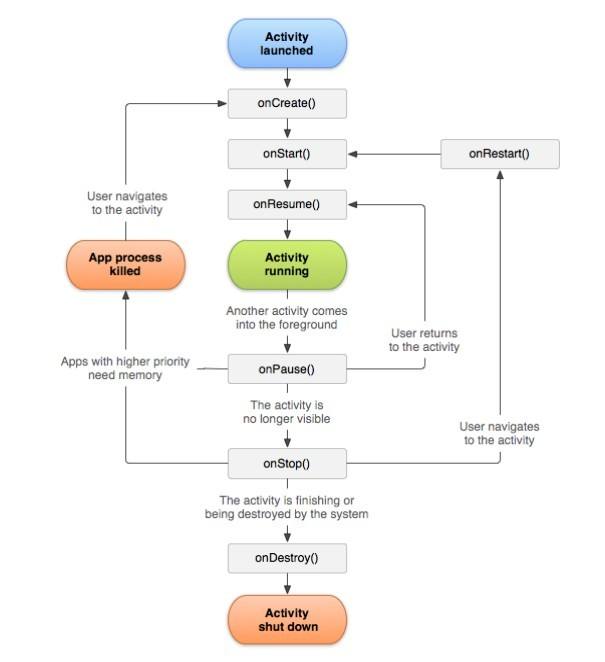 Activity
launched
onCreate()
onStart()
onRestart()
User navigates
to the activity
onResume()
App process
killed
Activity
running
Another activity comes
into the foreground
User returns
to the activity
Apps with higher priority
need memory
onPause()
The activity is
no longer visible
User navigates
to the activity
onStop()
The activity is finishing or
being destroyed by the system
onDestroy()
Activity
shut down